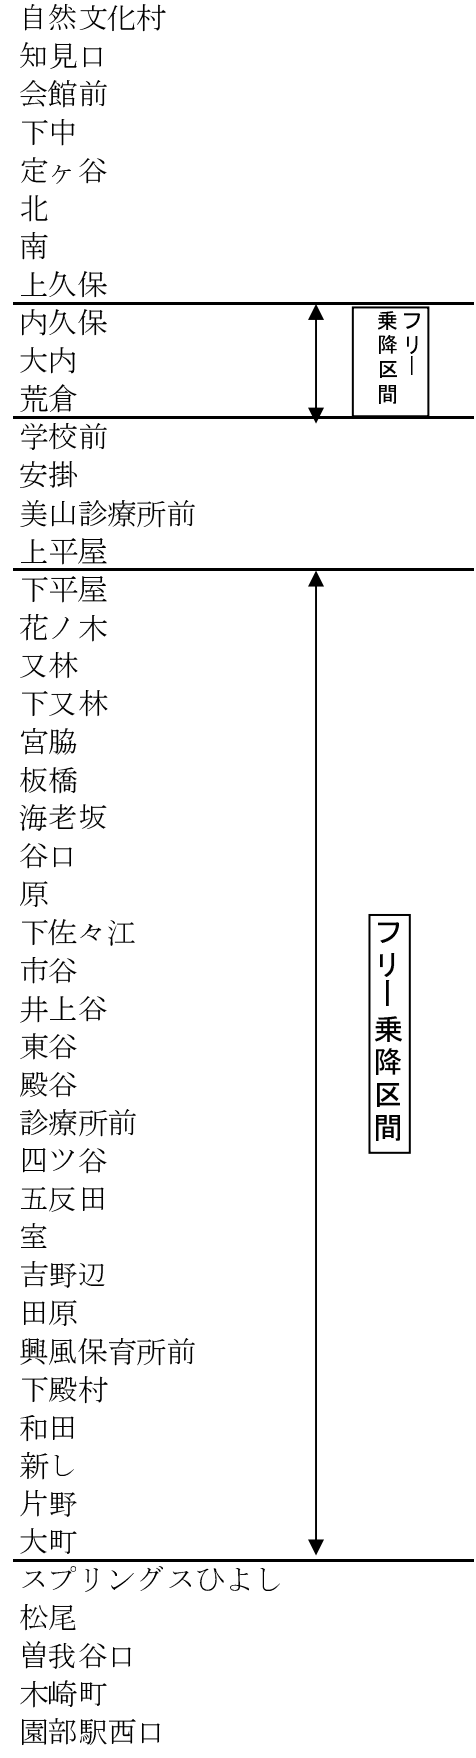 自然文化村
知見口
会館前
下中
定ヶ谷
北
南
上久保
内久保
大内
荒倉
フリー
乗降区間
学校前
安掛
美山診療所前
上平屋
下平屋
花ノ木
又林
下又林
宮脇
板橋
海老坂
谷口
原
下佐々江
市谷
井上谷
東谷
殿谷
診療所前
四ツ谷
五反田
室
吉野辺
田原
興風保育所前
下殿村
和田
新し
片野
大町
フリー乗降区間
スプリングスひよし
松尾
曽我谷口
木崎町
園部駅西口